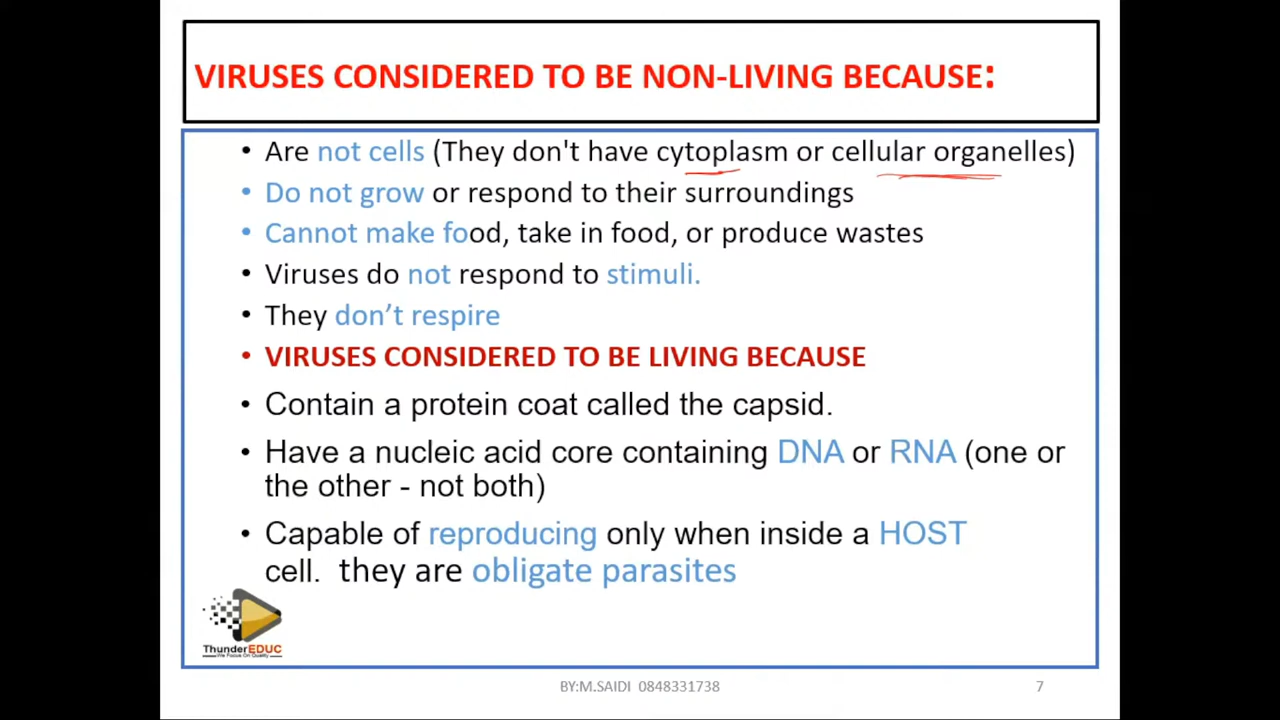 VIRUSES CONSIDERED TO BE NON-LIVING BECAUSE:
• Are not cells (They don't have cytoplasm or cellular organelles)
• Do not grow or respond to their surroundings
• Cannot make food, take in food, or produce wastes
• Viruses do not respond to stimuli.
• They don’t respire
• VIRUSES CONSIDERED TO BE LIVING BECAUSE
• Contain a protein coat called the capsid.
• Have a nucleic acid core containing DNA or RNA (one or
the other - not both)
• Capable of reproducing only when inside a HOST
cell. they are obligate parasites
ThunderEDUC
We Focus On Quality
BY:M.SAIDI 0848331738
7